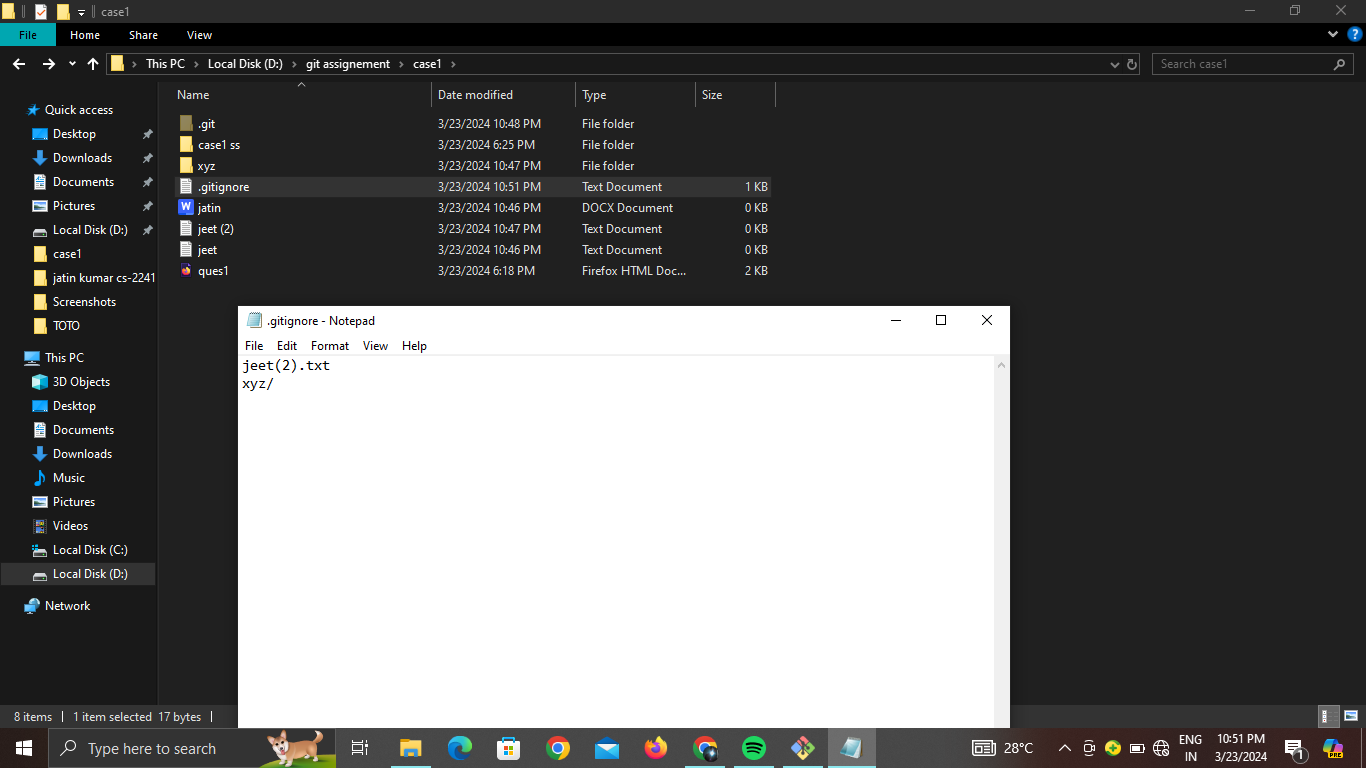 case1
File Home Share View
This PC Local Disk (D:) git assignement case1
Search case1
Name Date modified Type Size
.git 3/23/2024 10:48 PM File folder
case1 ss 3/23/2024 6:25 PM File folder
xyz 3/23/2024 10:47 PM File folder
.gitignore 3/23/2024 10:51 PM Text Document 1 KB
jatin 3/23/2024 10:46 PM DOCX Document 0 KB
jeet (2) 3/23/2024 10:47 PM Text Document 0 KB
jeet 3/23/2024 10:46 PM Text Document 0 KB
ques1 3/23/2024 6:18 PM Firefox HTML Doc... 2 KB
Quick access
Desktop
Downloads
Documents
Pictures
Local Disk (D:)
case1
jatin kumar cs-2241
Screenshots
TOTO
This PC
3D Objects
Desktop
Documents
Downloads
Music
Pictures
Videos
Local Disk (C:)
Local Disk (D:)
Network
.gitignore - Notepad
File Edit Format View Help
jeet(2).txt
xyz/
8 items 1 item selected 17 bytes
Type here to search
28°C
ENG
IN
10:51 PM
3/23/2024
1
PRE